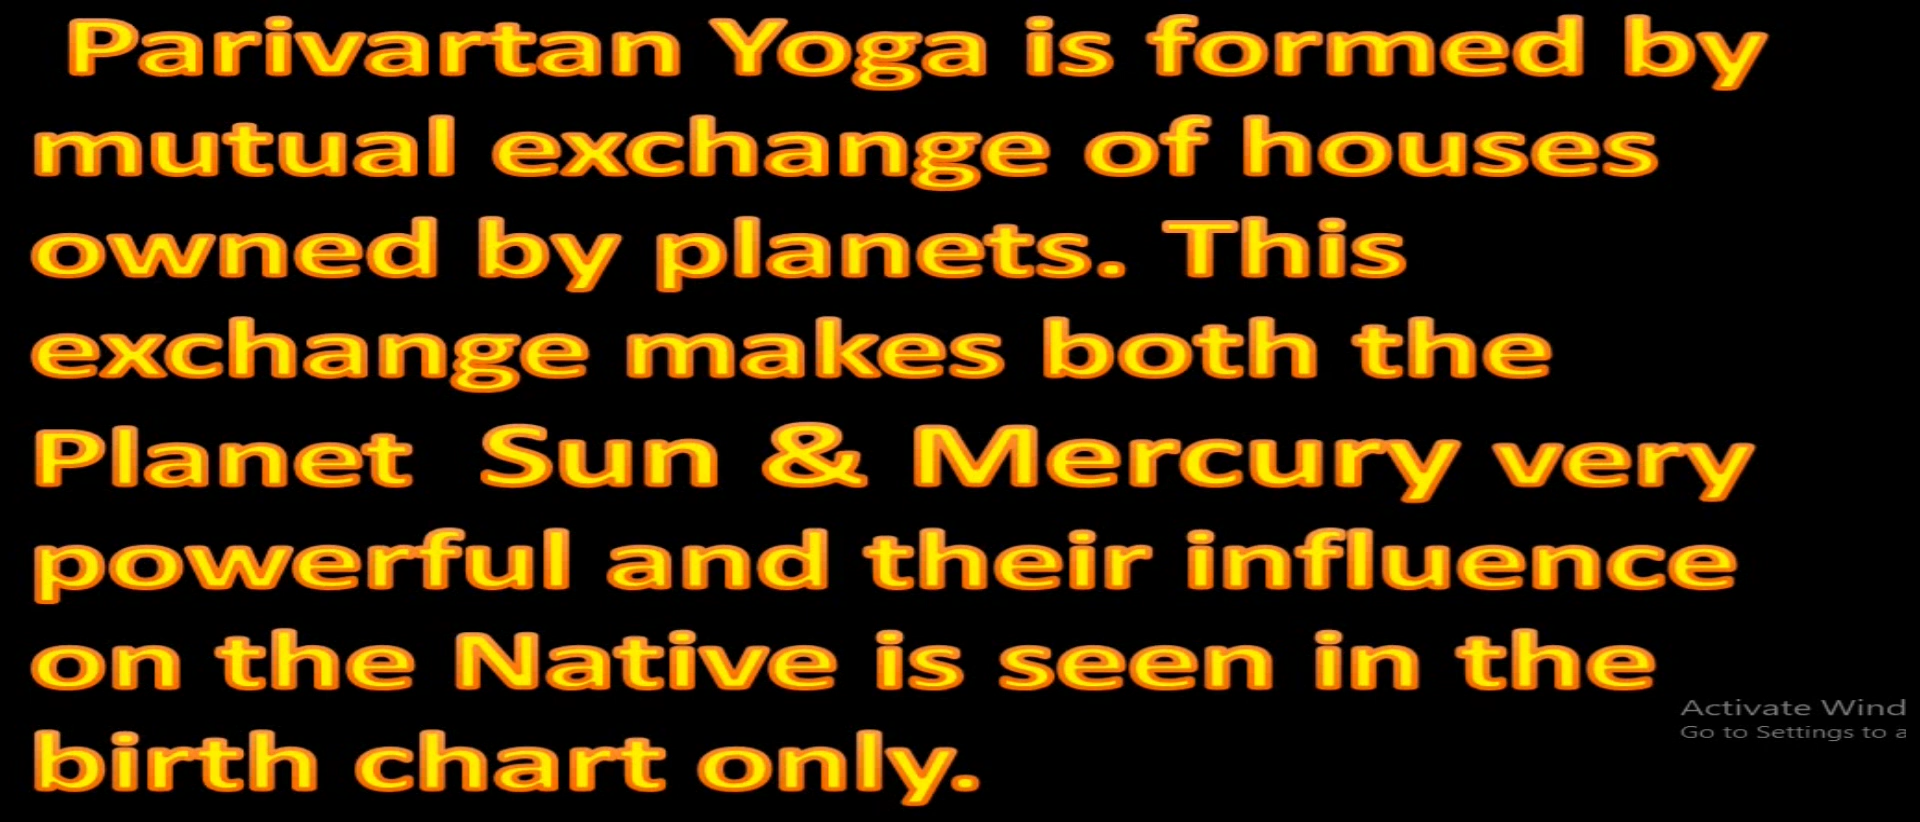 Parivartan Yoga is formed by
mutual exchange of houses
owned by planets. This
exchange makes both the
Planet Sun & Mercury very
powerful and their influence
on the Native is seen in the
birth chart only.
Activate Wind
Go to Settings to a